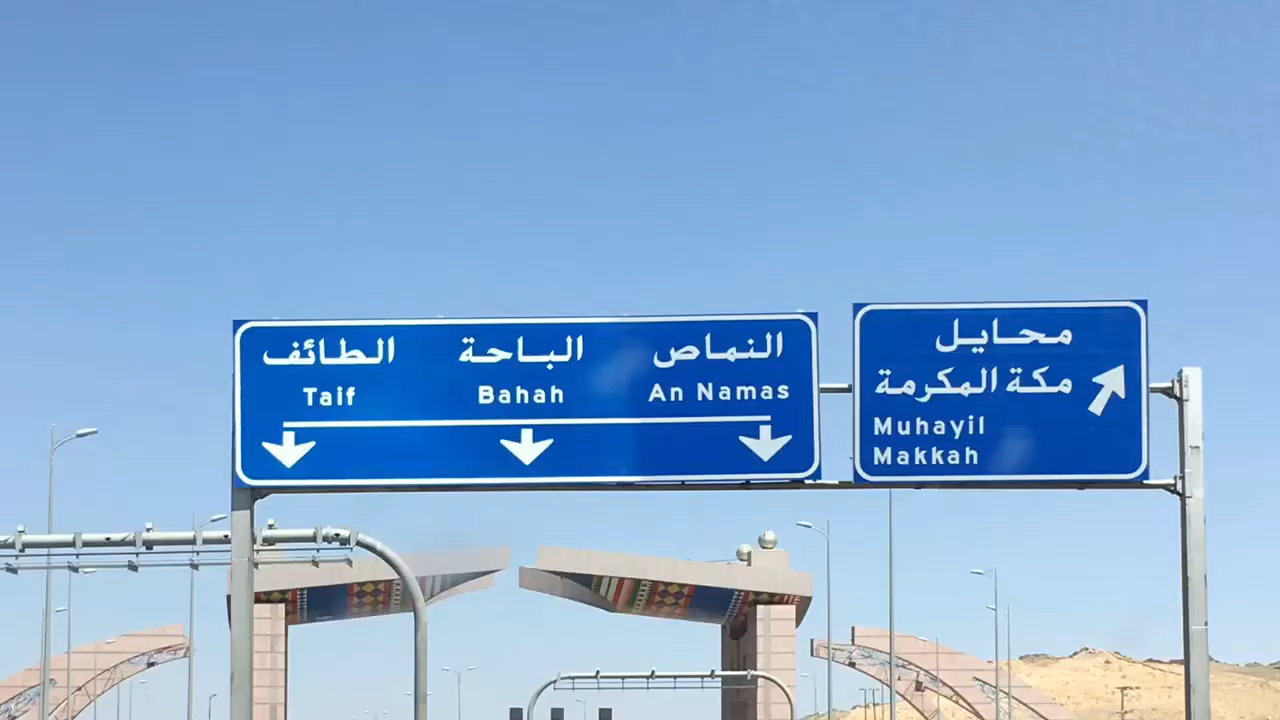 الطائف الباحة النماص
Taif Bahah An Namas
محايل
مكة المكرمة
Muhayil
Makkah